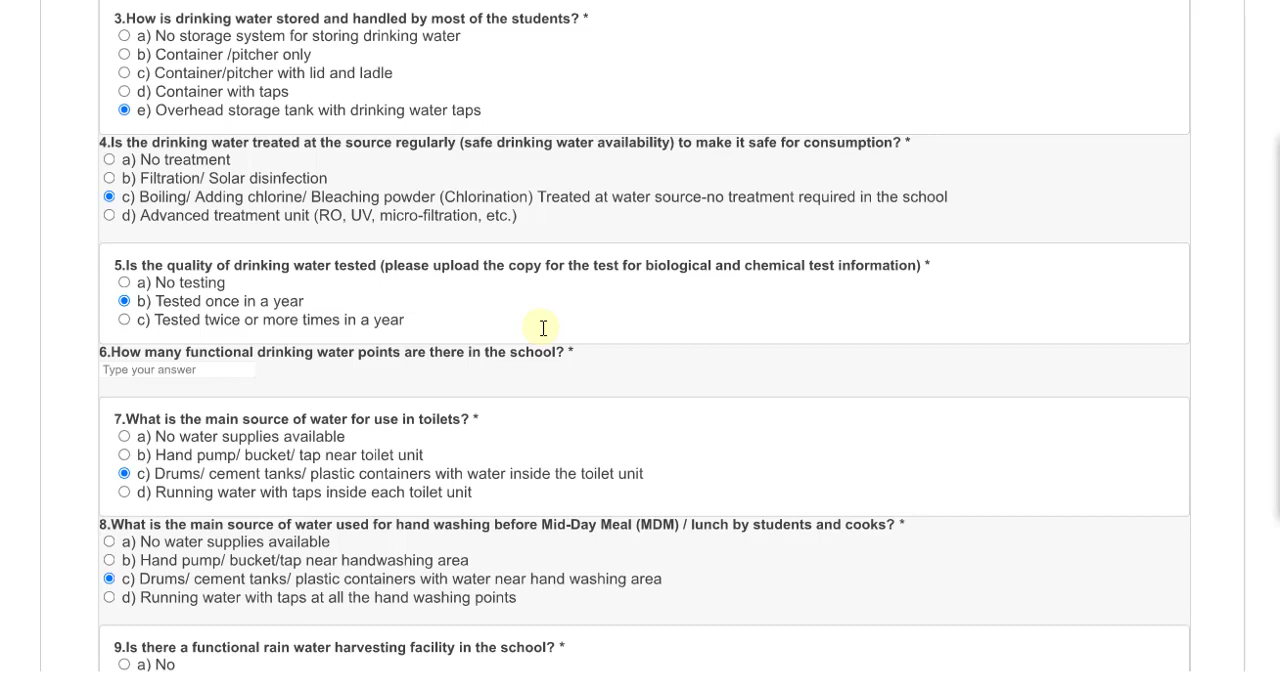 3.How is drinking water stored and handled by most of the students? *
a) No storage system for storing drinking water
b) Container /pitcher only
c) Container/pitcher with lid and ladle
d) Container with taps
e) Overhead storage tank with drinking water taps
4.Is the drinking water treated at the source regularly (safe drinking water availability) to make it safe for consumption? *
a) No treatment
b) Filtration/ Solar disinfection
c) Boiling/ Adding chlorine/ Bleaching powder (Chlorination) Treated at water source-no treatment required in the school
d) Advanced treatment unit (RO, UV, micro-filtration, etc.)
5.Is the quality of drinking water tested (please upload the copy for the test for biological and chemical test information) *
a) No testing
b) Tested once in a year
c) Tested twice or more times in a year
6.How many functional drinking water points are there in the school? *
Type your answer
7.What is the main source of water for use in toilets? *
a) No water supplies available
b) Hand pump/ bucket/ tap near toilet unit
c) Drums/ cement tanks/ plastic containers with water inside the toilet unit
d) Running water with taps inside each toilet unit
8.What is the main source of water used for hand washing before Mid-Day Meal (MDM) / lunch by students and cooks? *
a) No water supplies available
b) Hand pump/ bucket/tap near handwashing area
c) Drums/ cement tanks/ plastic containers with water near hand washing area
d) Running water with taps at all the hand washing points
9.Is there a functional rain water harvesting facility in the school? *
a) No